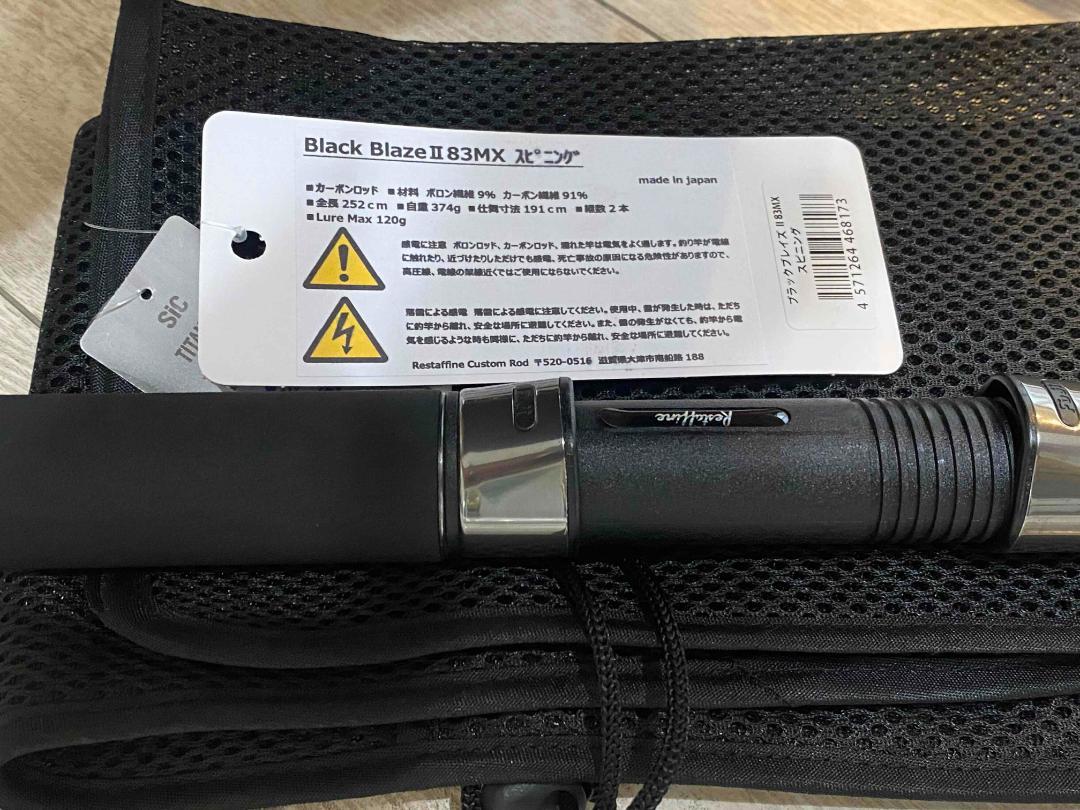 Black Blaze Ⅱ 83MX ｽﾋﾟﾆﾝｸﾞ
made in japan
■カーボンロッド ■材料 ボロン繊維 9% カーボン繊維 91%
■全長 252cm ■自重 374g ■仕舞寸法 191cm ■継数 2本
■Lure Max 120g
感電に注意 ボロンロッド、カーボンロッド、濡れた竿は電気をよく通します。釣り竿が電線
に触れたり、近づけたりしただけでも感電、死亡事故の原因になる危険性がありますので、
高圧線、電線の架線近くではご使用にならないでください。
落雷による感電 落雷による感電に注意してください。使用中、雷が発生した時は、ただち
に釣竿から離れ、安全な場所に避難してください。また、雷の発生がなくても、釣竿から電
気を感じるような時も同様に、ただちに釣竿から離れ、安全な場所に避難してください。
Restaffine Custom Rod 〒520-0516 滋賀県大津市南船路 188
ブラックブレイズ Ⅱ 83MX
スピニング
4 571264 468173
SiC
Restaffine